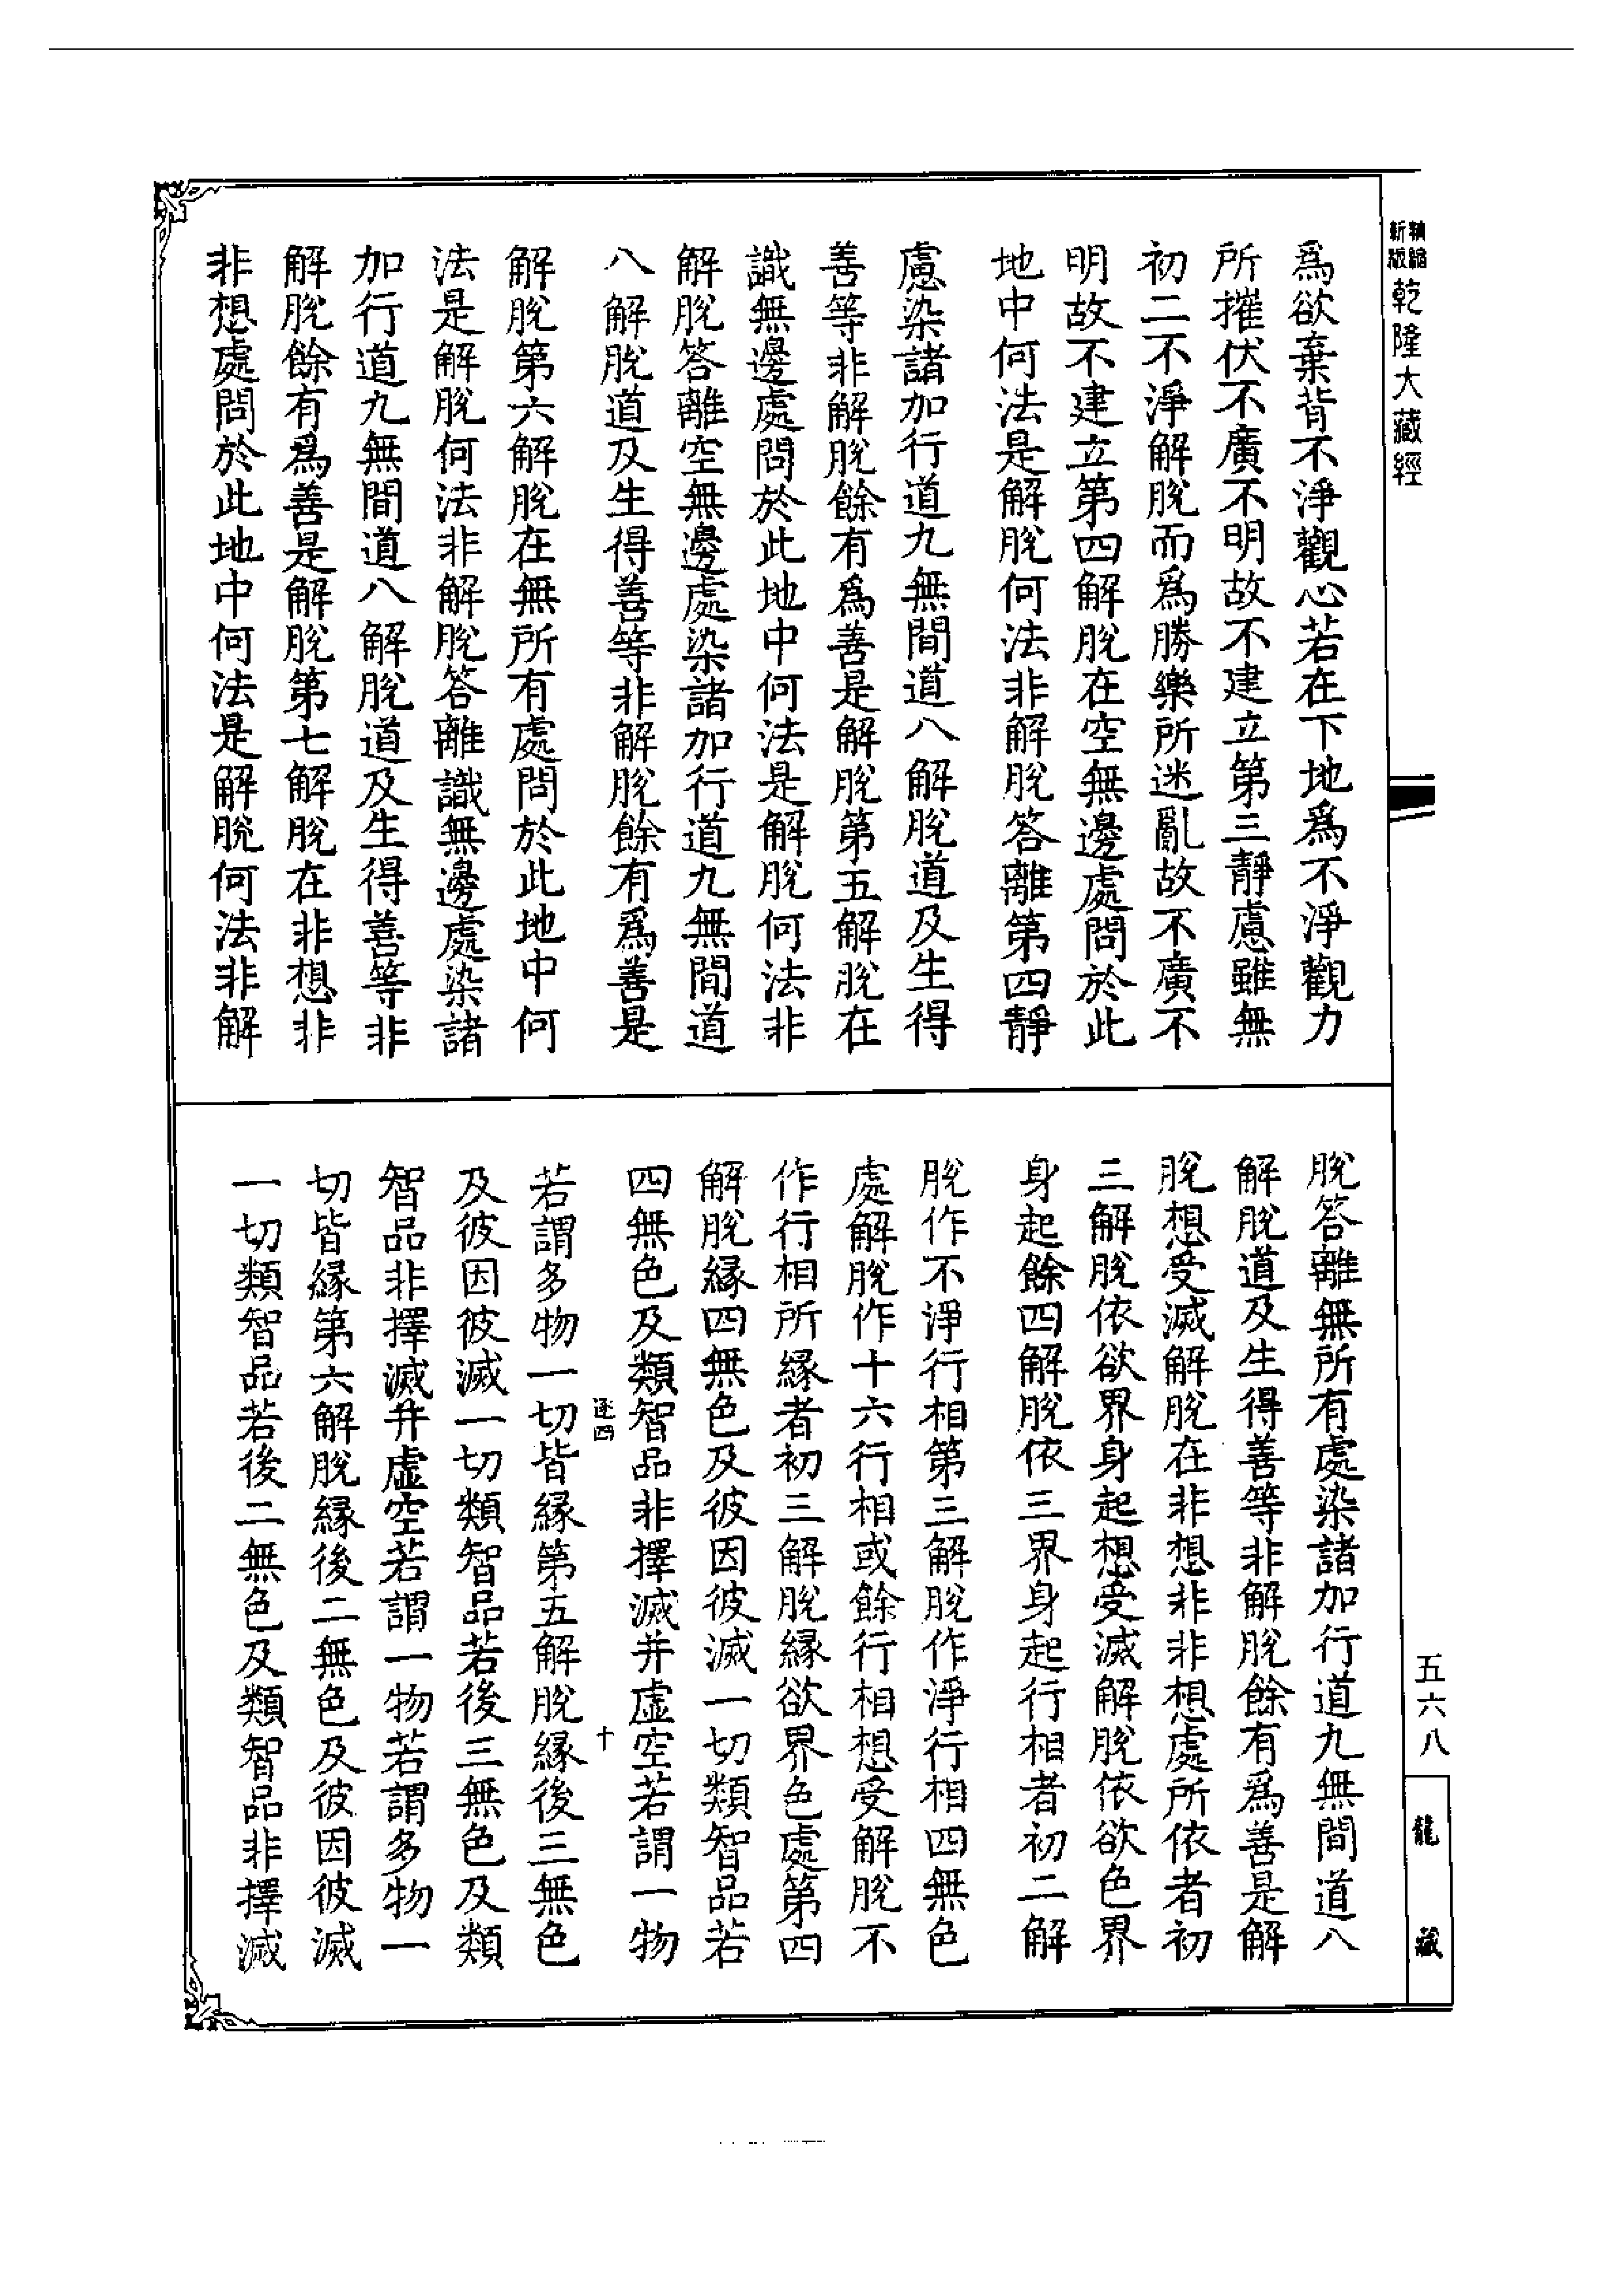 精縮新版乾隆大藏經
為欲棄背不淨觀心若在下地為不淨觀力
所摧伏不廣不明故不建立第三靜慮雖無
初二不淨解脫而為勝樂所迷亂故不廣不
明故不建立第四解脫在空無邊處問於此
地中何法是解脫何法非解脫答離第四靜
慮染諸加行道九無間道八解脫道及生得
善等非解脫餘有為善是解脫第五解脫在
識無邊處問於此地中何法是解脫何法非
解脫答離空無邊處染諸加行道九無間道
八解脫道及生得善等非解脫餘有為善是
解脫第六解脫在無所有處問於此地中何
法是解脫何法非解脫答離識無邊處染諸
加行道九無間道八解脫道及生得善等非
解脫餘有為善是解脫第七解脫在非想非
非想處問於此地中何法是解脫何法非解
脫答離無所有處染諸加行道九無間道八
解脫道及生得善等非解脫餘有為善是解
脫想受滅解脫在非想非非想處所依者初
三解脫依欲界身起想受滅解脫依欲色界
身起餘四解脫依三界身起行相者初二解
脫作不淨行相第三解脫作淨行相四無色
處解脫作十六行相或餘行相想受解脫不
作行相所緣者初三解脫緣欲界色處第四
解脫緣四無色及彼因彼滅一切類智品若
四無色及類智品非擇滅并虛空若謂一物
逐四
十
若謂多物一切皆緣第五解脫緣後三無色
及彼因彼滅一切類智品若後三無色及類
智品非擇滅并虛空若謂一物若謂多物一
切皆緣第六解脫緣後二無色及彼因彼滅
一切類智品若後二無色及類智品非擇滅
五六八
龍藏